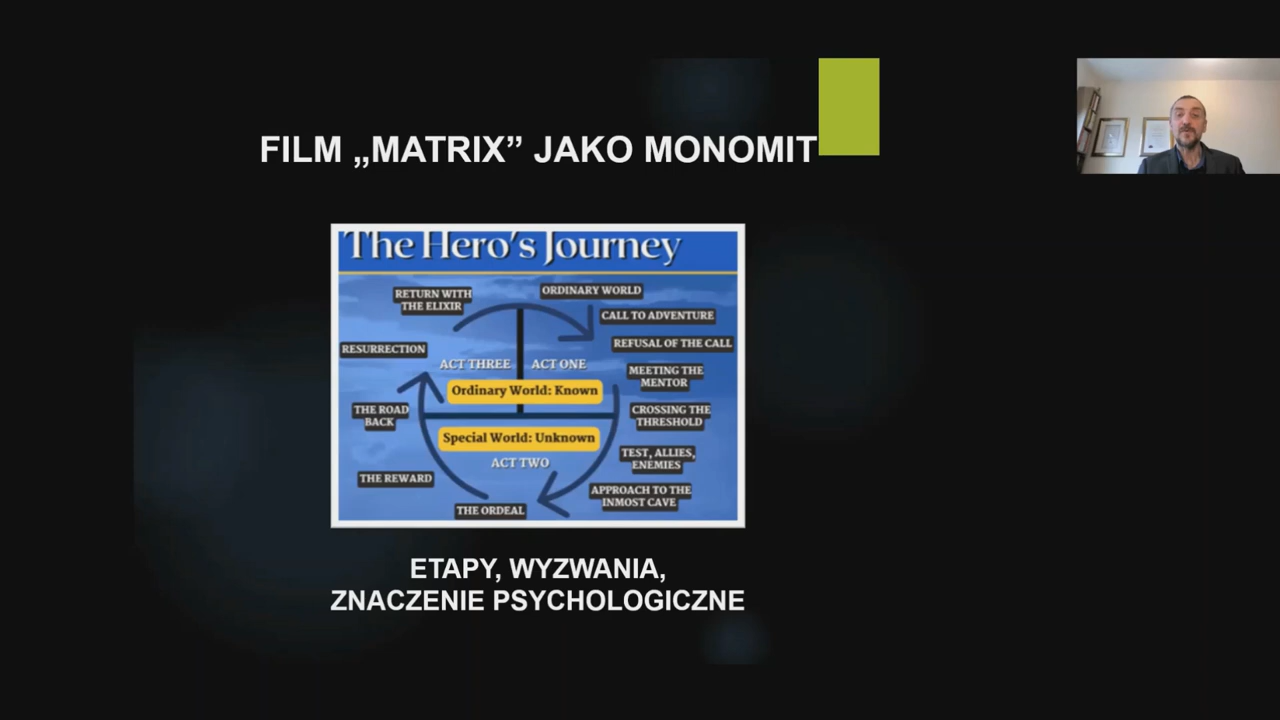 FILM „MATRIX” JAKO MONOMIT
The Hero's Journey
RETURN WITH
THE ELIXIR
ORDINARY WORLD
CALL TO ADVENTURE
REFUSAL OF THE CALL
RESURRECTION
ACT THREE
ACT ONE
MEETING THE
MENTOR
Ordinary World: Known
THE ROAD
BACK
CROSSING THE
THRESHOLD
Special World: Unknown
ACT TWO
TEST, ALLIES,
ENEMIES
THE REWARD
APPROACH TO THE
INMOST CAVE
THE ORDEAL
ETAPY, WYZWANIA,
ZNACZENIE PSYCHOLOGICZNE